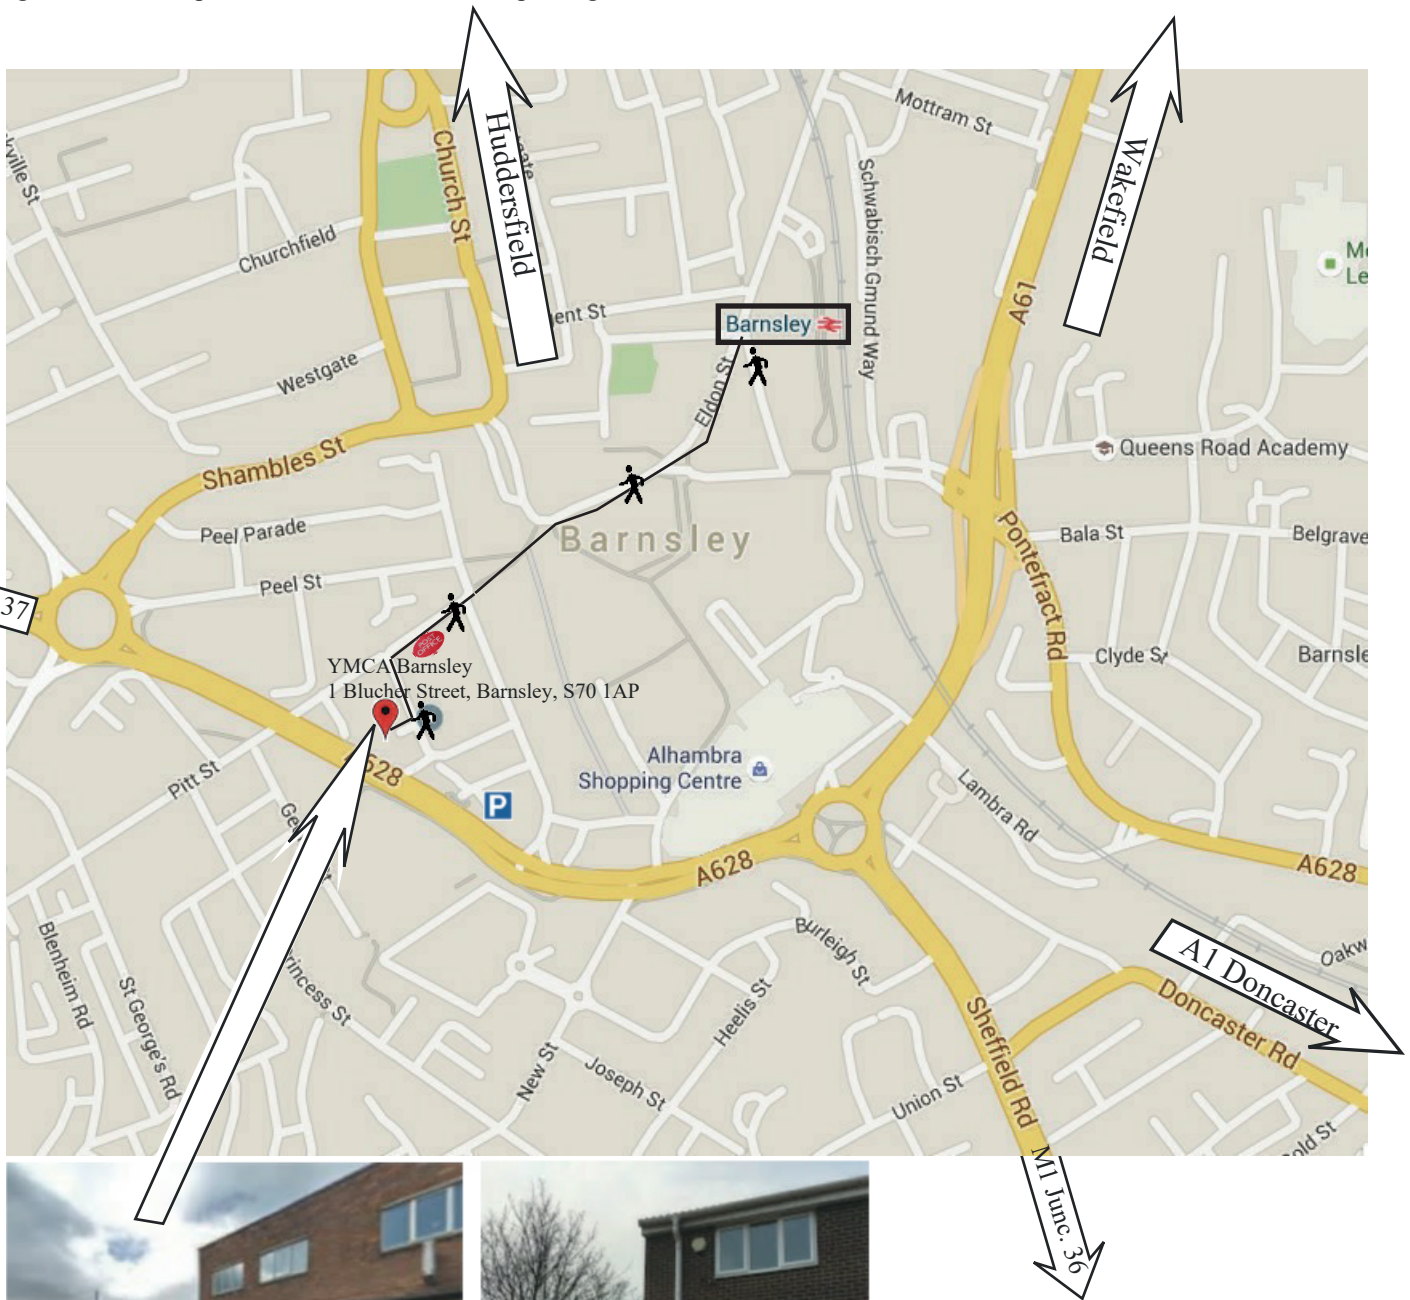 Mottram St
Huddersfield
Wakefield
Church St
Schwabisch Gmund Way
Churchfield
A61
Barnsley
Westgate
Eldon St
Queens Road Academy
Shambles St
Peel Parade
Barnsley
Pontefract Rd
Bala St
Belgrave
Peel St
37
POST OFFICE
Clyde St
YMCA Barnsley
1 Blucher Street, Barnsley, S70 1AP
Alhambra
Shopping Centre
Pitt St
P
Lambra Rd
A628
A628
Burleigh St
Blenheim Rd
St George's Rd
A1 Doncaster
Heelis St
Doncaster Rd
Sheffield Rd
New St
Joseph St
Union St
M1 Junc. 36